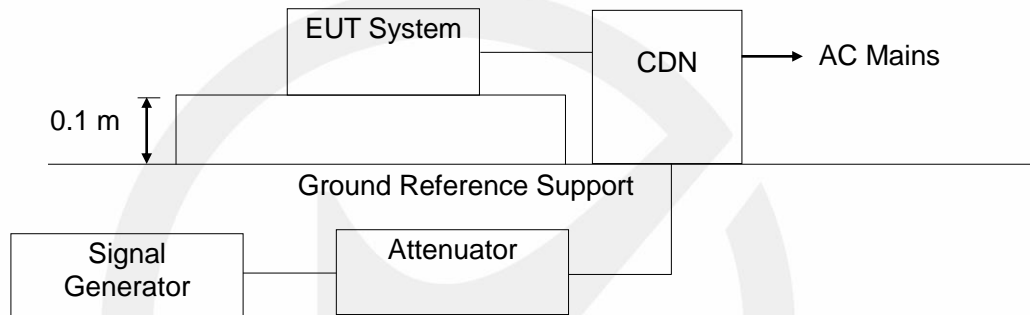 EUT System
CDN
AC Mains
0.1 m
Ground Reference Support
Signal
Generator
Attenuator